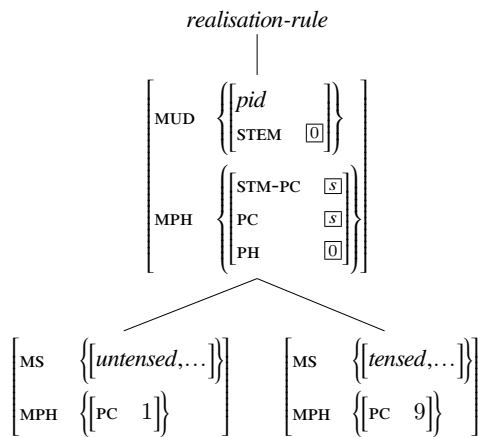 realisation-rule
MUD {[pid
STEM 0]}
MPH {[STM-PC s
PC s
PH 0]}
[MS {[untensed,…]}] [MS {[tensed,…]}]
[MPH {[PC 1]}] [MPH {[PC 9]}]